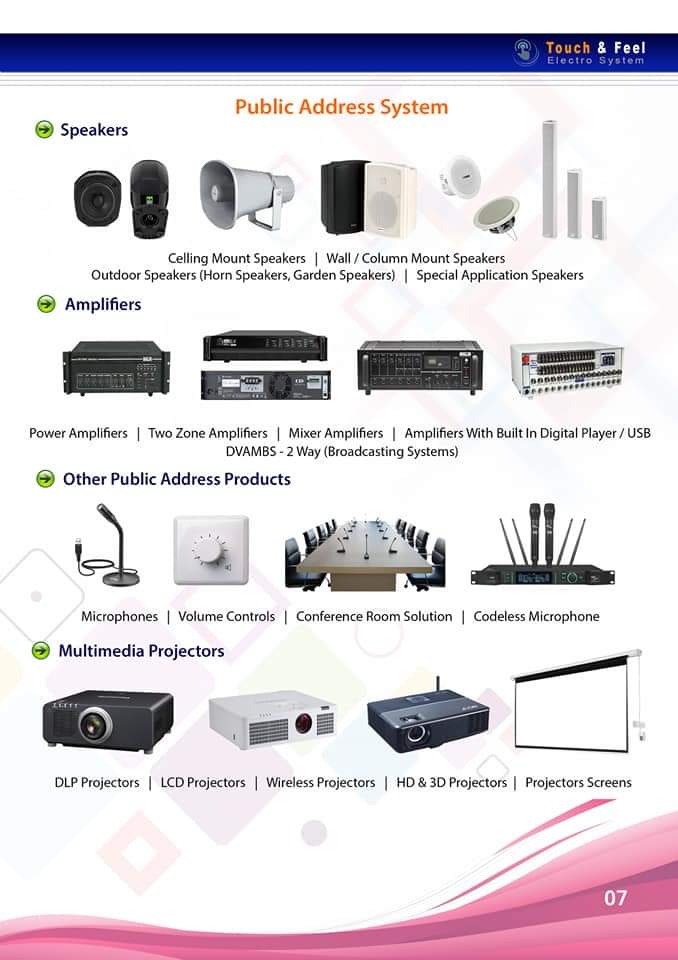 Touch & Feel
Electro System
Public Address System
Speakers
Celling Mount Speakers | Wall / Column Mount Speakers
Outdoor Speakers (Horn Speakers, Garden Speakers) | Special Application Speakers
Amplifiers
Power Amplifiers | Two Zone Amplifiers | Mixer Amplifiers | Amplifiers With Built In Digital Player / USB
DVAMBS - 2 Way (Broadcasting Systems)
Other Public Address Products
Microphones | Volume Controls | Conference Room Solution | Codeless Microphone
Multimedia Projectors
DLP Projectors | LCD Projectors | Wireless Projectors | HD & 3D Projectors | Projectors Screens
07